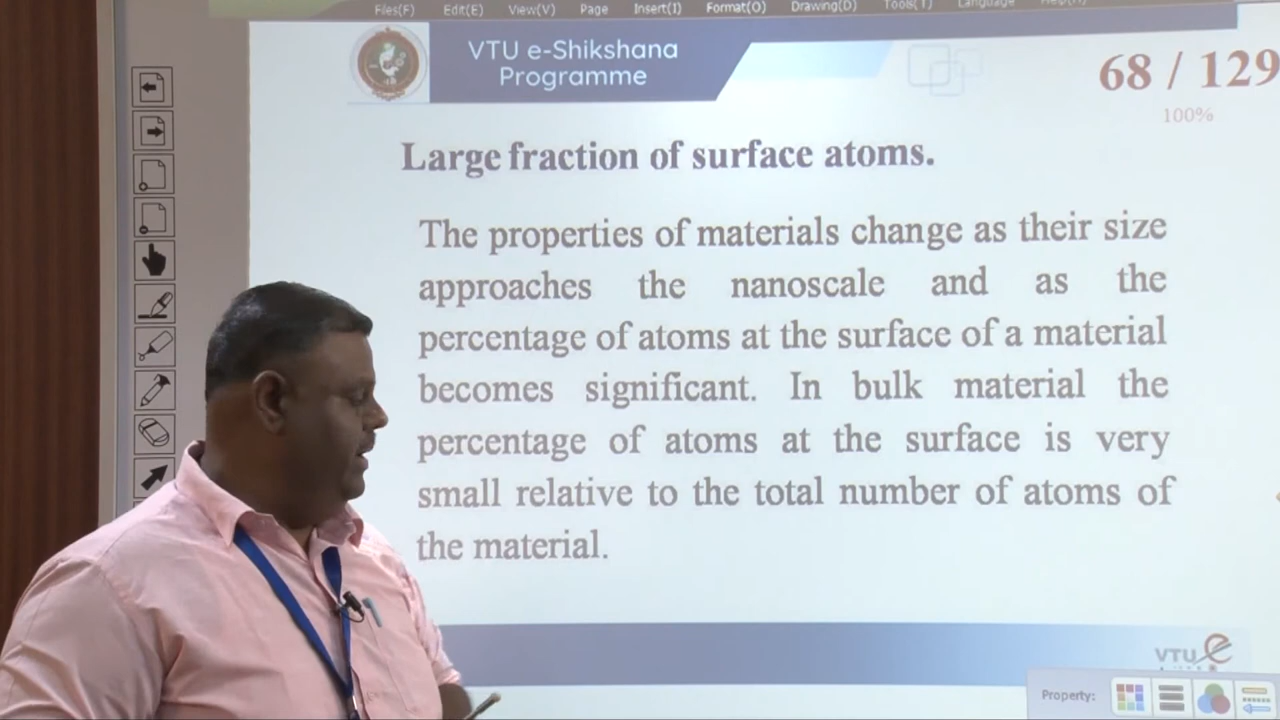 Files(F) Edit(E) View(V) Page Insert(I) Format(O) Drawing(D) Tools(T) Language Help(H)
VTU e-Shikshana
Programme
68 / 129
100%
Large fraction of surface atoms.
The properties of materials change as their size
approaches the nanoscale and as the
percentage of atoms at the surface of a material
becomes significant. In bulk material the
percentage of atoms at the surface is very
small relative to the total number of atoms of
the material.
VTU e
Property: